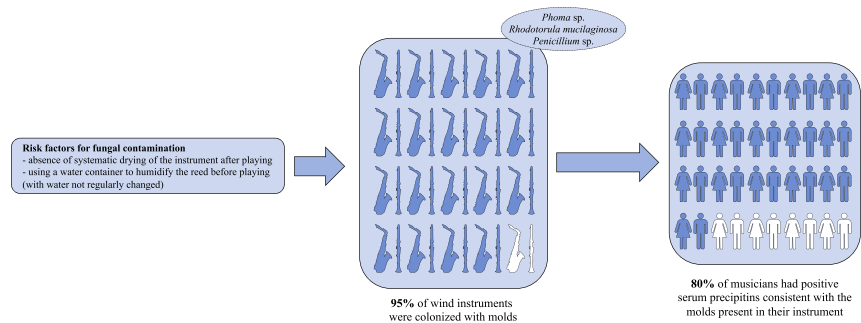 Phoma sp.
Rhodotorula mucilaginosa
Penicillium sp.
Risk factors for fungal contamination
- absence of systematic drying of the instrument after playing
- using a water container to humidify the reed before playing
(with water not regularly changed)
95% of wind instruments
were colonized with molds
80% of musicians had positive
serum precipitins consistent with the
molds present in their instrument